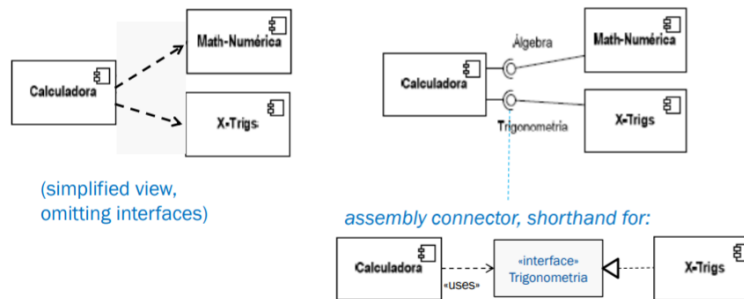 Math-Numérica
Calculadora
X-Trigs
(simplified view,
omitting interfaces)
Álgebra
Math-Numérica
Calculadora
Trigonometría
X-Trigs
assembly connector, shorthand for:
Calculadora
«uses»
«interface»
Trigonometria
X-Trigs